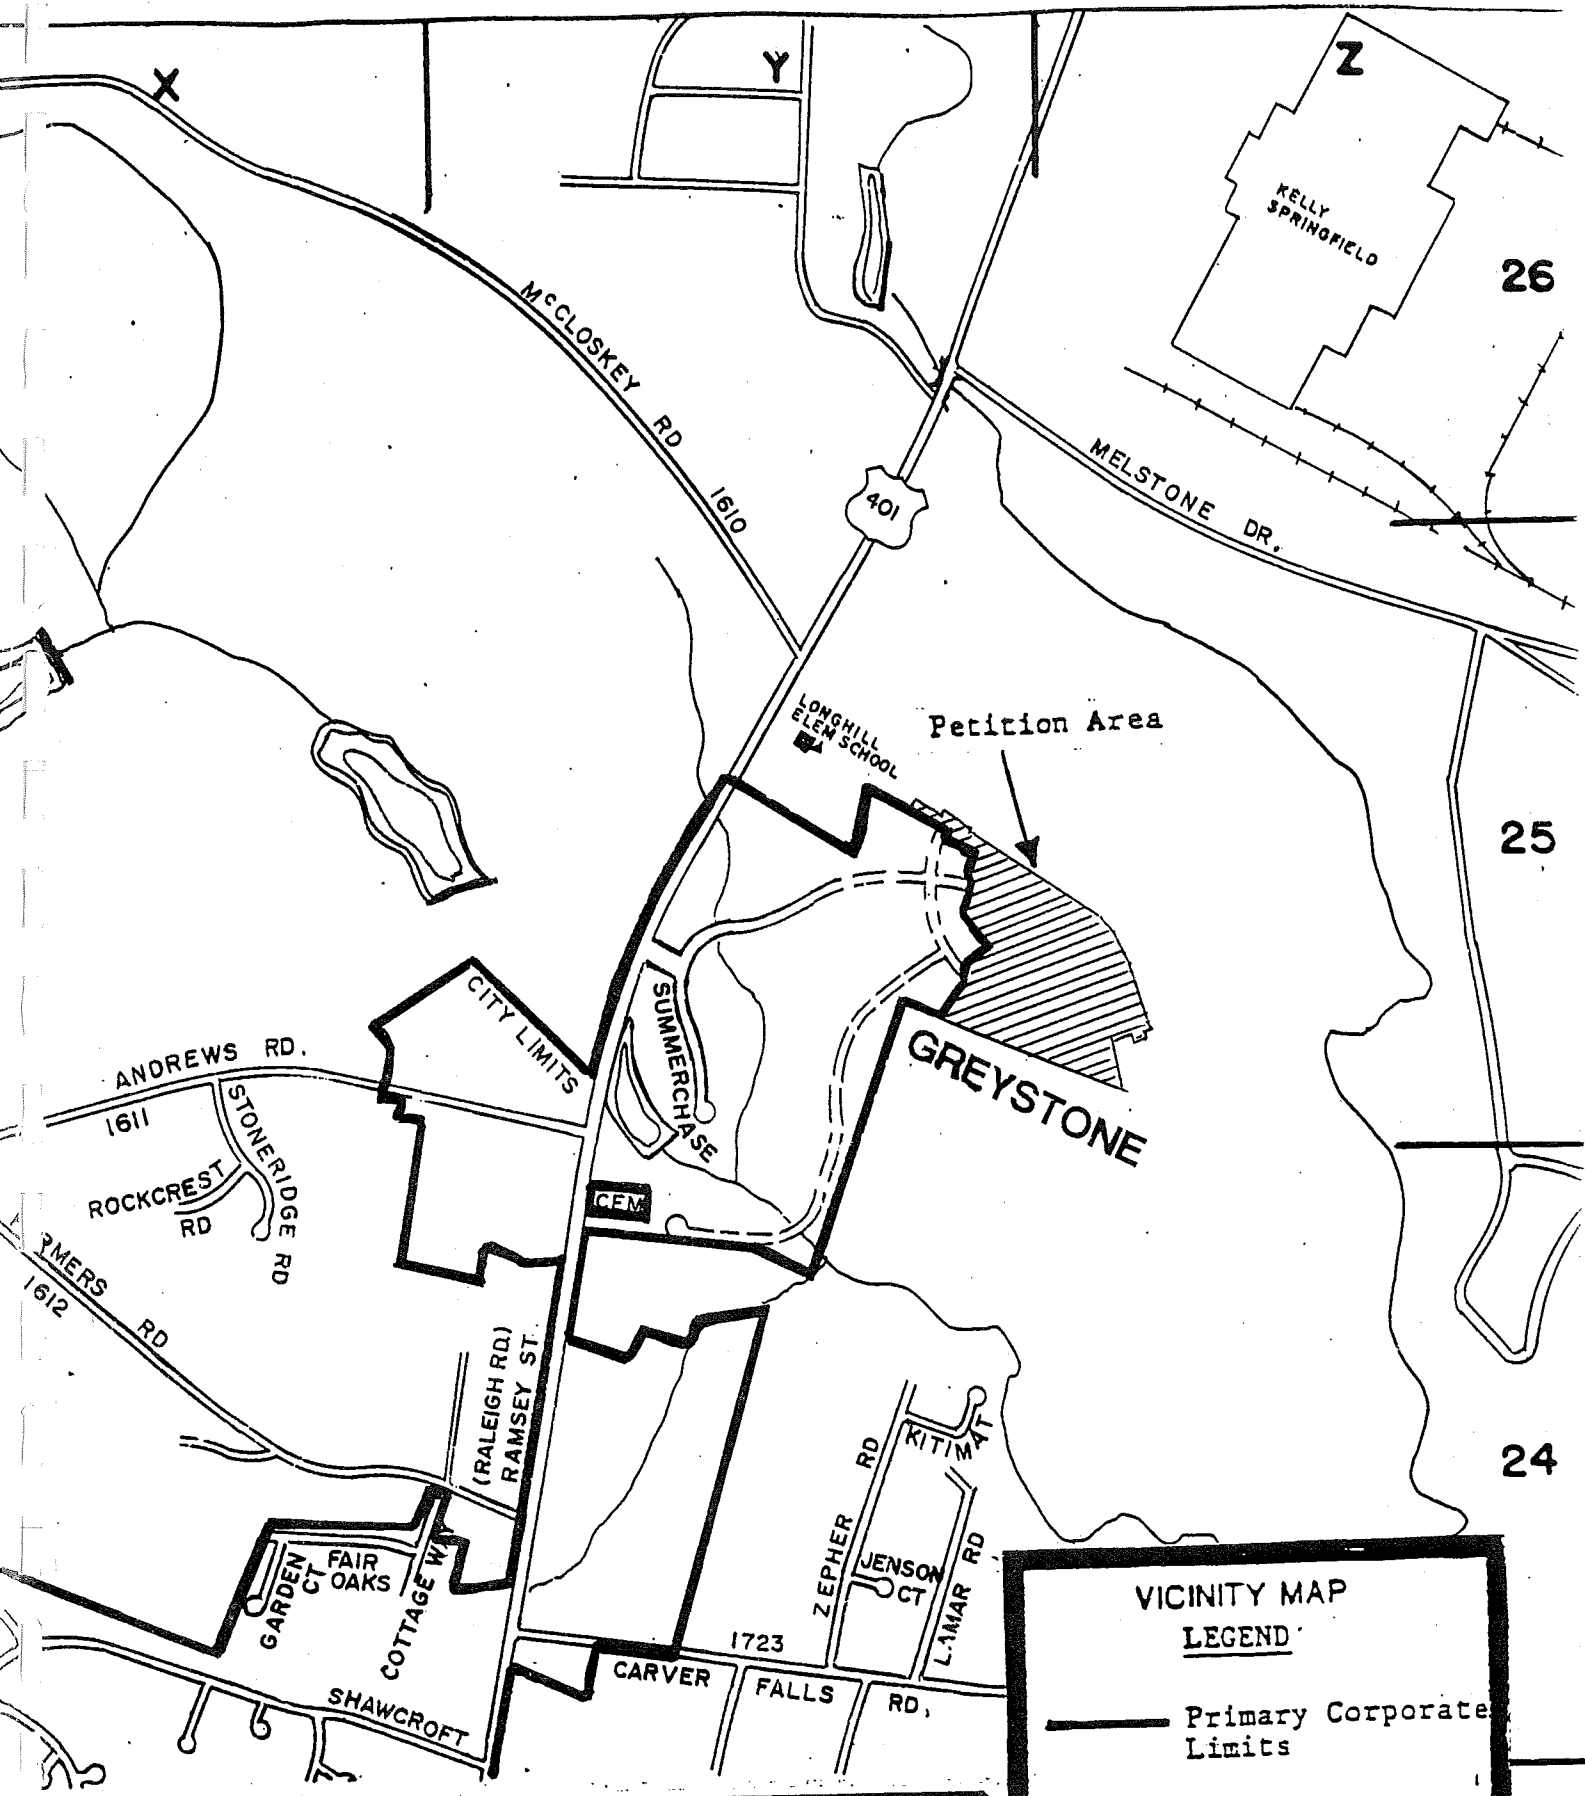 X
Y
Z
KELLY
SPRINGFIELD
26
McCLOSKEY RD
1610
401
MELSTONE DR.
LONGHILL
ELEM SCHOOL
Petition Area
25
CITY LIMITS
SUMMERCHASE
GREYSTONE
ANDREWS RD.
1611
STONERIDGE RD
ROCKCREST
RD
CEM
RMERS RD
1612
(RALEIGH RD.)
RAMSEY ST.
KITIMAT
ZEPHER RD
24
JENSON
CT
LAMAR RD
FAIR
OAKS
GARDEN
CT
COTTAGE WAY
1723
CARVER FALLS RD,
SHAWCROFT
VICINITY MAP
LEGEND
Primary Corporate
Limits